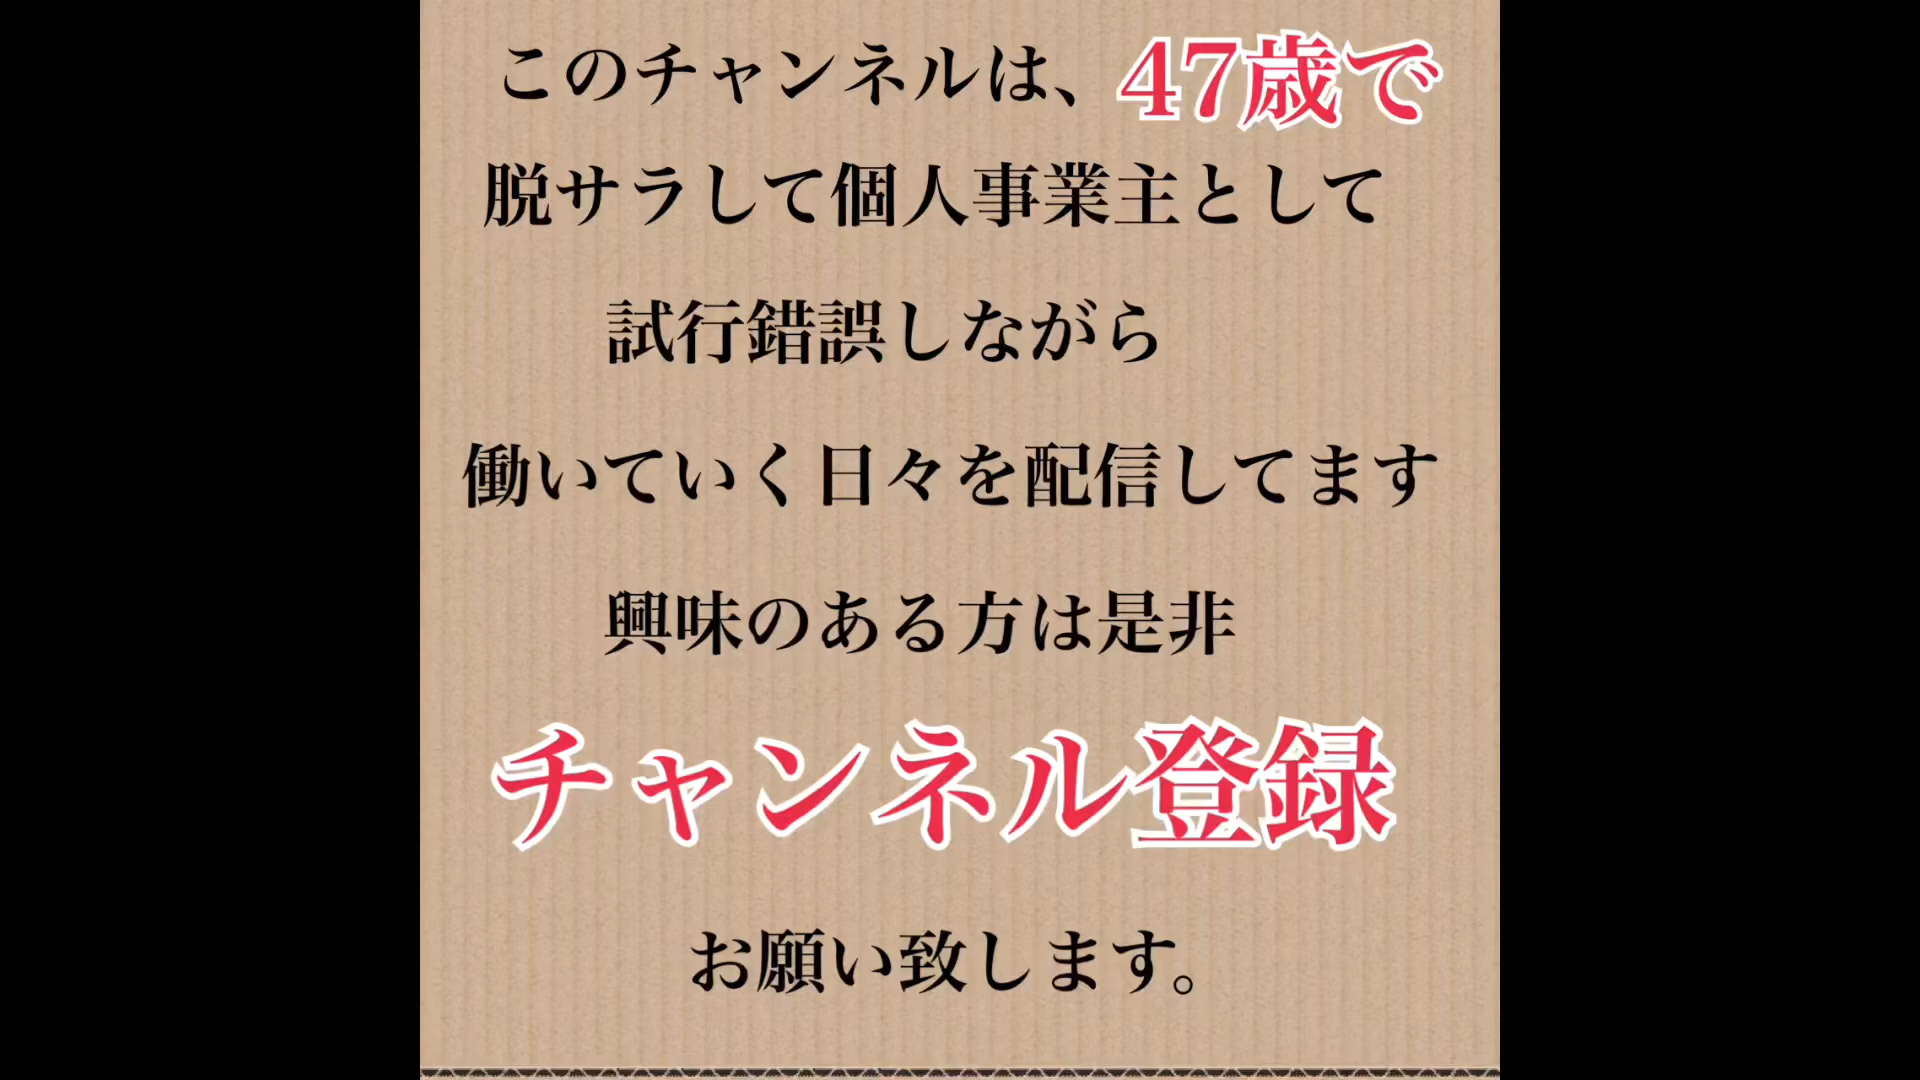 このチャンネルは、47歳で
脱サラして個人事業主として
試行錯誤しながら
働いていく日々を配信してます
興味のある方は是非
チャンネル登録
お願い致します。